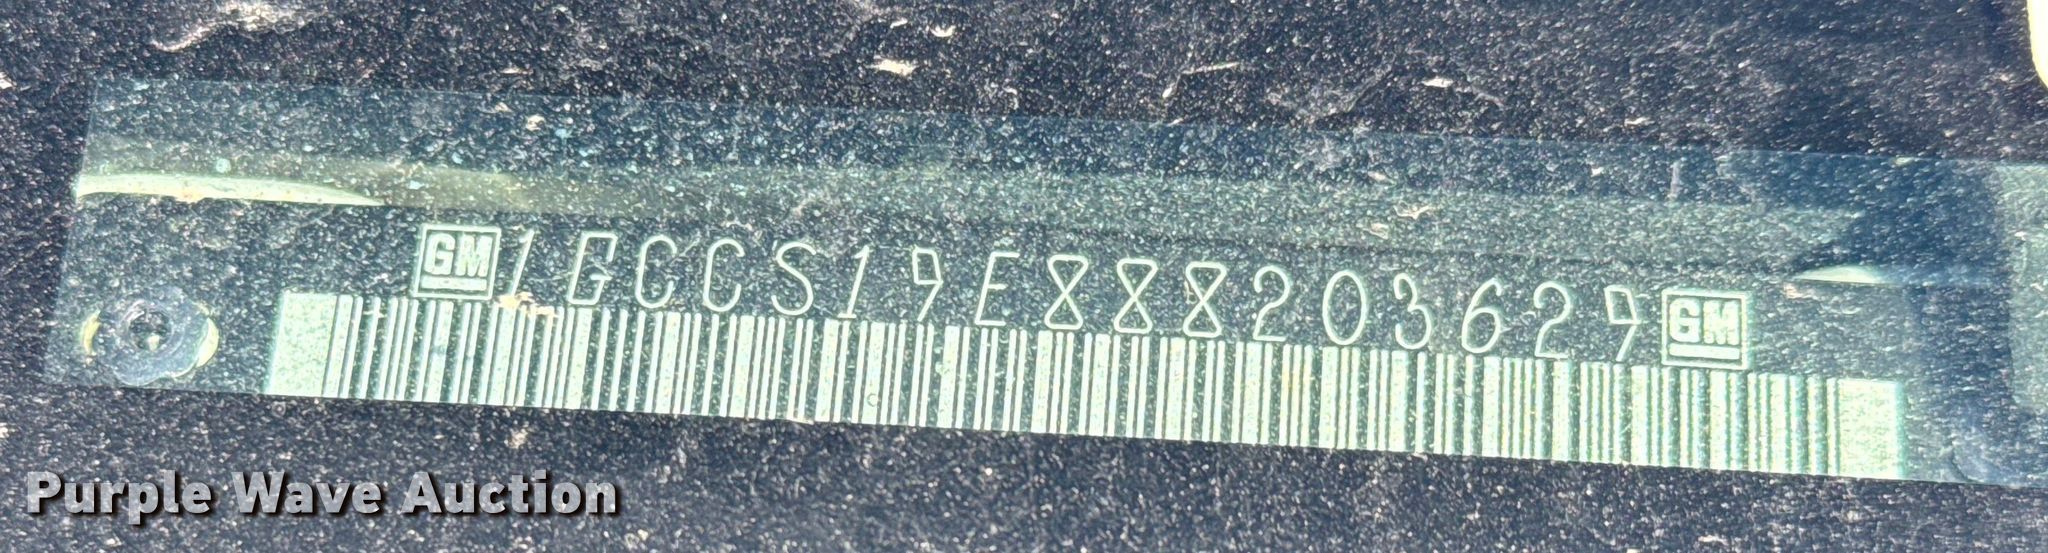 GM 1GCCS19E888203629 GM
Purple Wave Auction